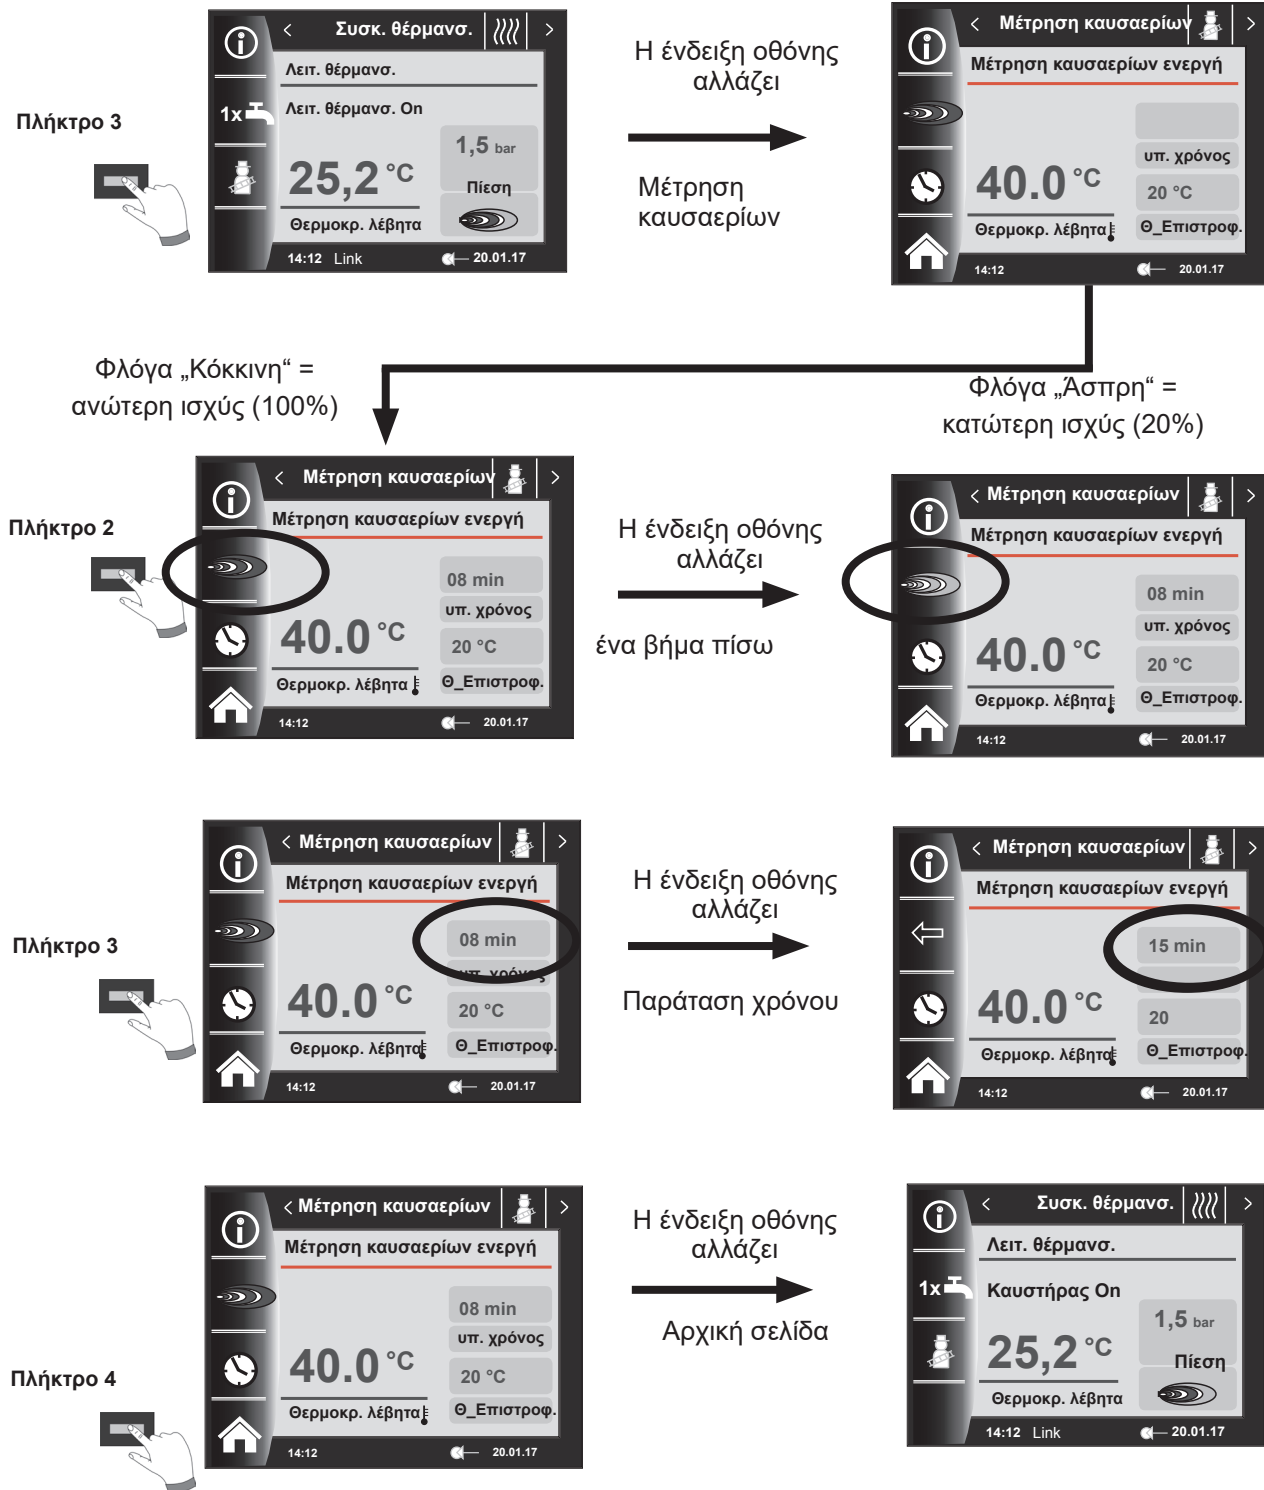 Συσκ. θέρμανσ.
Λειτ. θέρμανσ.
1x
Λειτ. θέρμανσ. On
25,2 °C
1,5 bar
Πίεση
Θερμοκρ. λέβητα
14:12 Link
20.01.17
Πλήκτρο 3
Η ένδειξη οθόνης
αλλάζει
Μέτρηση
καυσαερίων
Μέτρηση καυσαερίων
Μέτρηση καυσαερίων ενεργή
40.0 °C
υπ. χρόνος
20 °C
Θερμοκρ. λέβητα
Θ_Επιστροφ.
14:12
20.01.17
Φλόγα „Κόκκινη“ =
ανώτερη ισχύς (100%)
Φλόγα „Άσπρη“ =
κατώτερη ισχύς (20%)
Πλήκτρο 2
Μέτρηση καυσαερίων
Μέτρηση καυσαερίων ενεργή
08 min
υπ. χρόνος
40.0 °C
20 °C
Θερμοκρ. λέβητα
Θ_Επιστροφ.
14:12
20.01.17
Η ένδειξη οθόνης
αλλάζει
ένα βήμα πίσω
Μέτρηση καυσαερίων
Μέτρηση καυσαερίων ενεργή
08 min
υπ. χρόνος
40.0 °C
20 °C
Θερμοκρ. λέβητα
Θ_Επιστροφ.
14:12
20.01.17
Πλήκτρο 3
Μέτρηση καυσαερίων
Μέτρηση καυσαερίων ενεργή
08 min
υπ. χρόνος
40.0 °C
20 °C
Θερμοκρ. λέβητα
Θ_Επιστροφ.
14:12
20.01.17
Η ένδειξη οθόνης
αλλάζει
Παράταση χρόνου
Μέτρηση καυσαερίων
Μέτρηση καυσαερίων ενεργή
15 min
40.0 °C
20
Θερμοκρ. λέβητα
Θ_Επιστροφ.
14:12
20.01.17
Πλήκτρο 4
Μέτρηση καυσαερίων
Μέτρηση καυσαερίων ενεργή
08 min
υπ. χρόνος
40.0 °C
20 °C
Θερμοκρ. λέβητα
Θ_Επιστροφ.
14:12
20.01.17
Η ένδειξη οθόνης
αλλάζει
Αρχική σελίδα
Συσκ. θέρμανσ.
Λειτ. θέρμανσ.
1x
Καυστήρας On
25,2 °C
1,5 bar
Πίεση
Θερμοκρ. λέβητα
14:12 Link
20.01.17